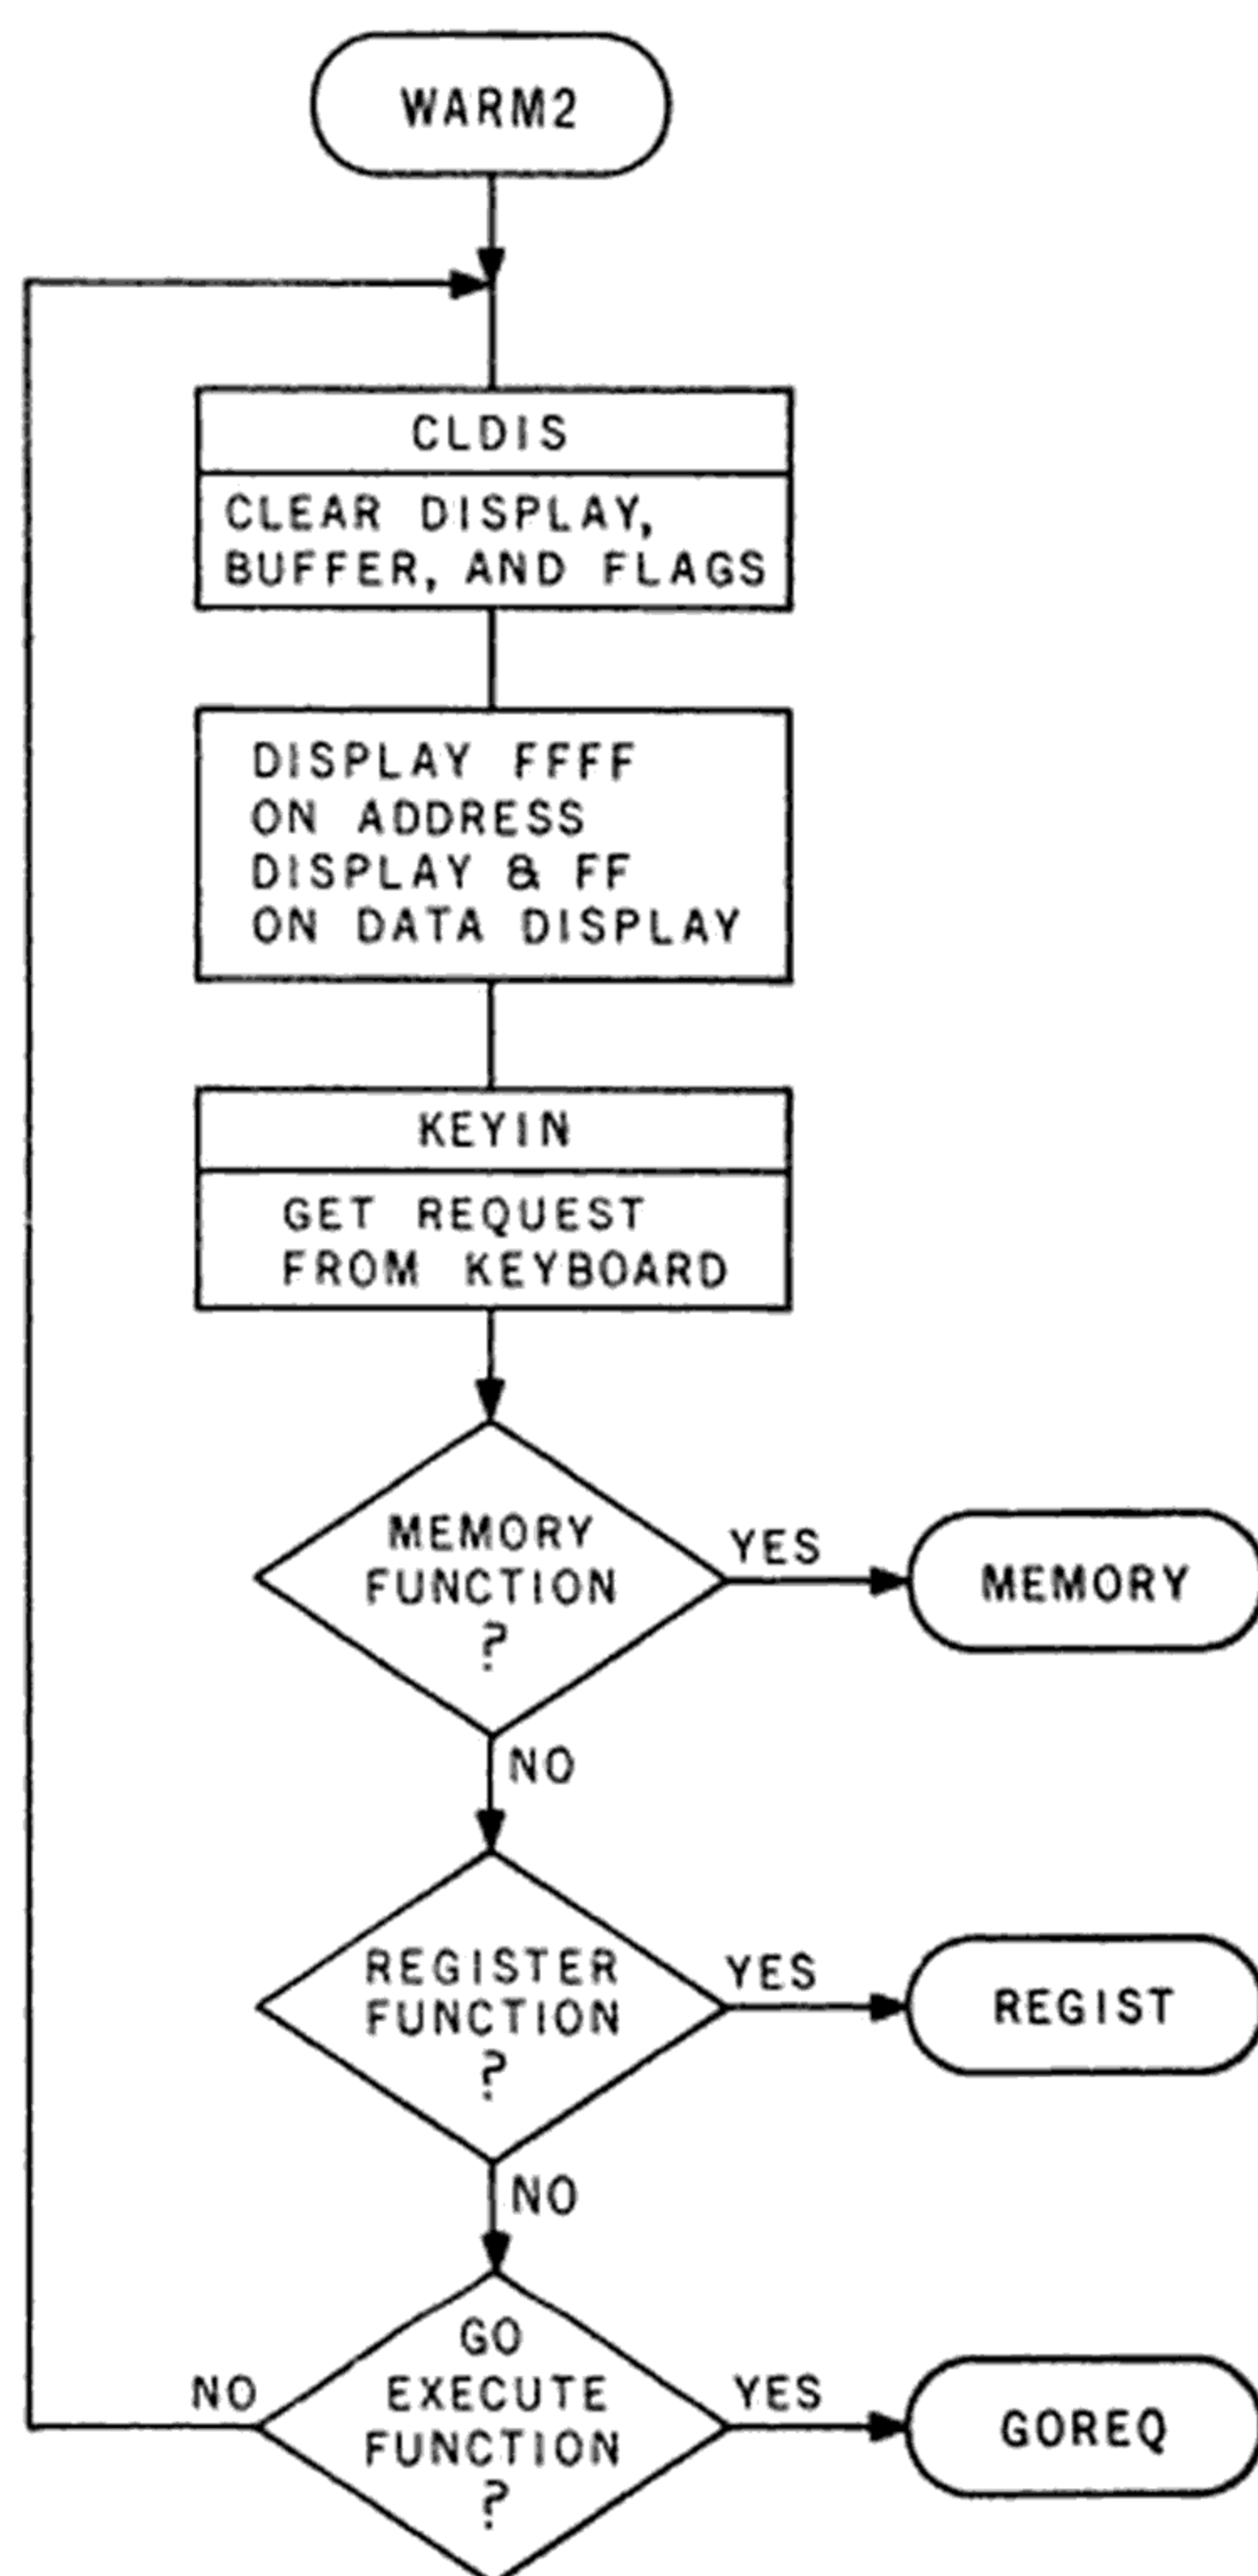 WARM2
CLDIS
CLEAR DISPLAY,
BUFFER, AND FLAGS
DISPLAY FFFF
ON ADDRESS
DISPLAY & FF
ON DATA DISPLAY
KEYIN
GET REQUEST
FROM KEYBOARD
MEMORY
FUNCTION
?
YES
MEMORY
NO
REGISTER
FUNCTION
?
YES
REGIST
NO
GO
EXECUTE
FUNCTION
?
NO
YES
GOREQ